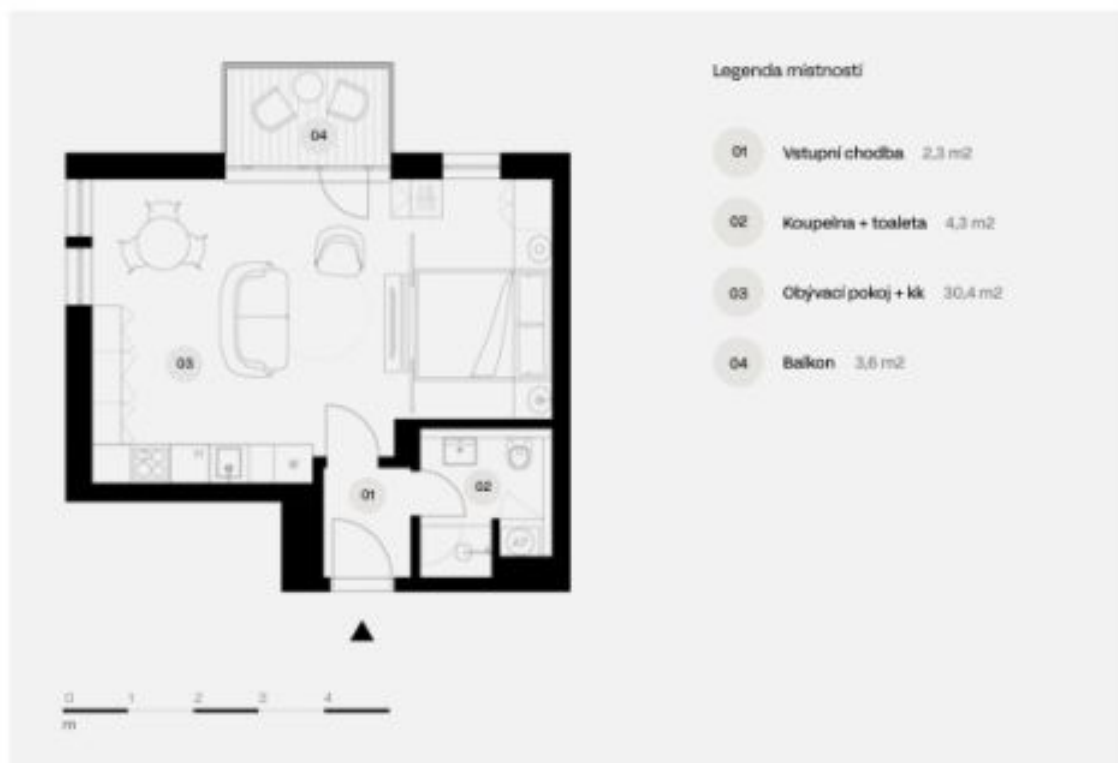 Legenda místností
01 Vstupní chodba 2,3 m2
02 Koupelna + toaleta 4,3 m2
03 Obývací pokoj + kk 30,4 m2
04 Balkon 3,6 m2
04
03
01
02
0 1 2 3 4
m